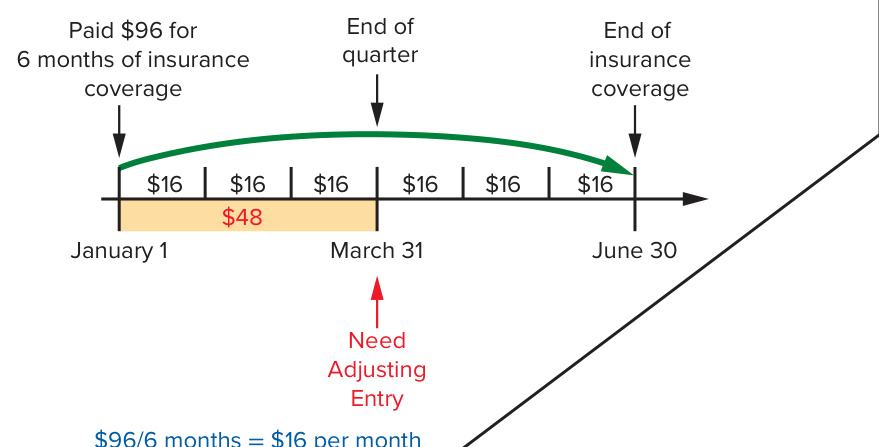 Paid $96 for
6 months of insurance
coverage
End of
quarter
End of
insurance
coverage
$16 $16 $16 $16 $16 $16
$48
January 1 March 31 June 30
Need
Adjusting
Entry
$96/6 months = $16 per month